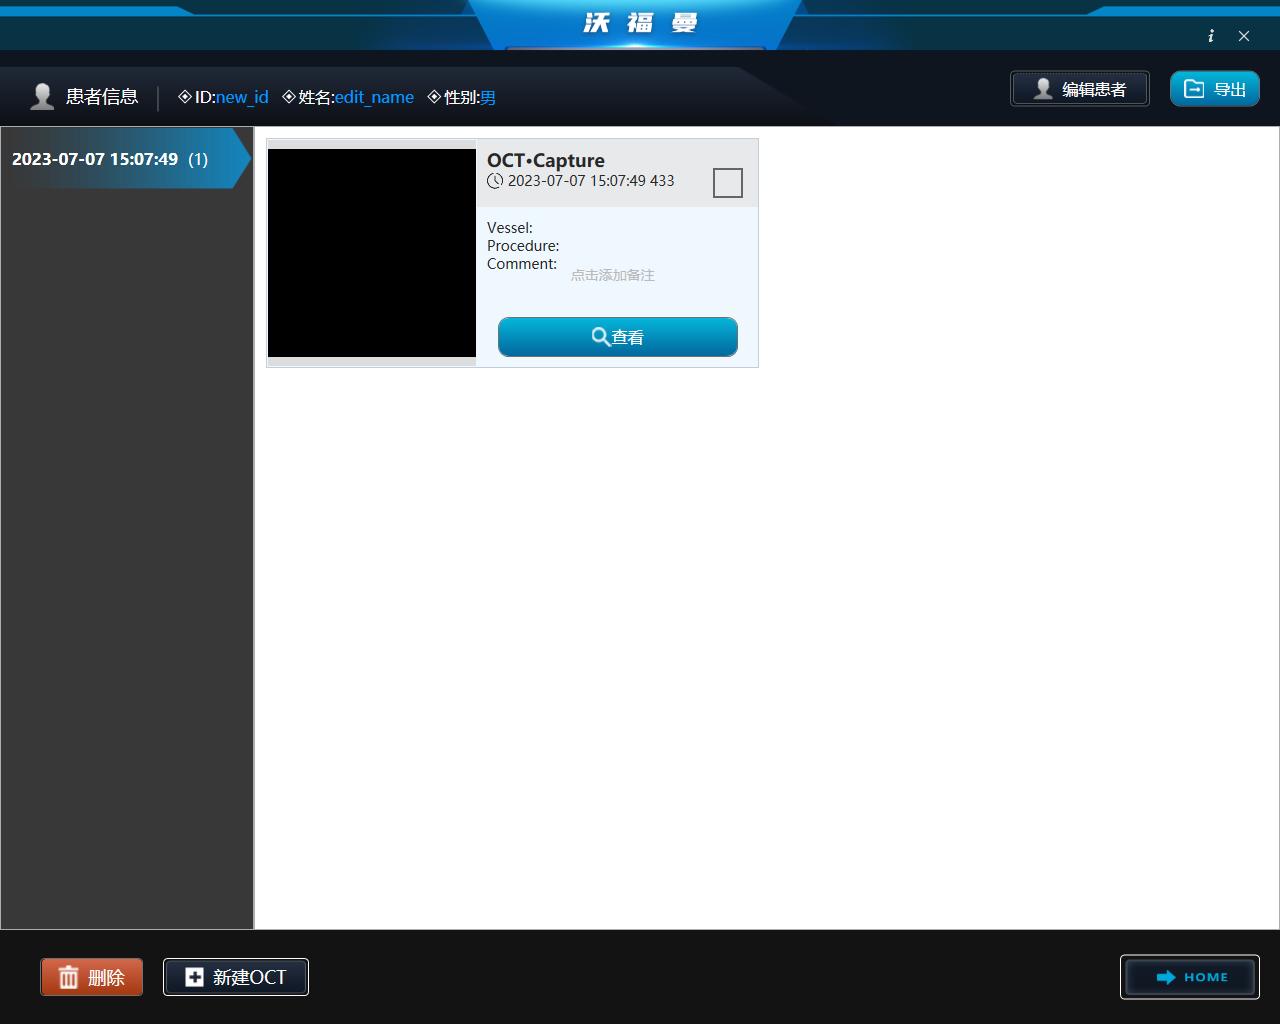 沃福曼
i
患者信息 ID:new_id 姓名:edit_name 性别:男
编辑患者 导出
2023-07-07 15:07:49 (1)
OCT•Capture
2023-07-07 15:07:49 433
Vessel:
Procedure:
Comment:
点击添加备注
查看
删除 新建OCT HOME